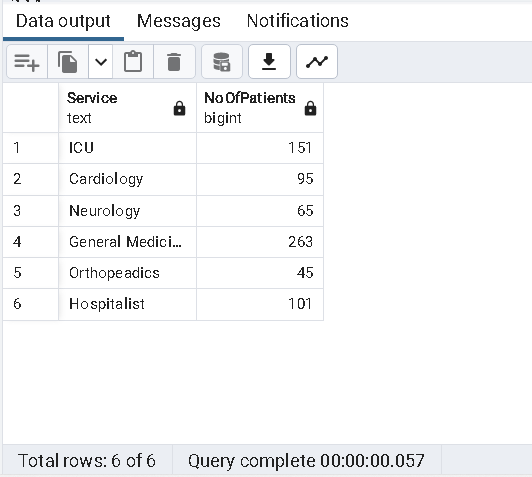 Data output Messages Notifications
Service NoOfPatients
text bigint
1 ICU 151
2 Cardiology 95
3 Neurology 65
4 General Medici... 263
5 Orthopeadics 45
6 Hospitalist 101
Total rows: 6 of 6 Query complete 00:00:00.057